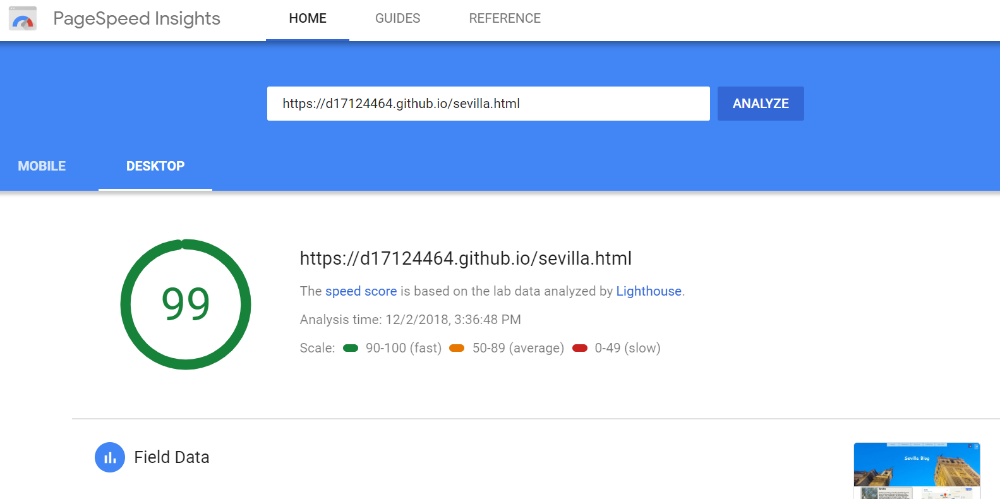 PageSpeed Insights
HOME
GUIDES
REFERENCE
https://d17124464.github.io/sevilla.html
ANALYZE
MOBILE
DESKTOP
99
https://d17124464.github.io/sevilla.html
The speed score is based on the lab data analyzed by Lighthouse.
Analysis time: 12/2/2018, 3:36:48 PM
Scale: 90-100 (fast) 50-89 (average) 0-49 (slow)
Field Data
Sevilla Blog
Sevilla